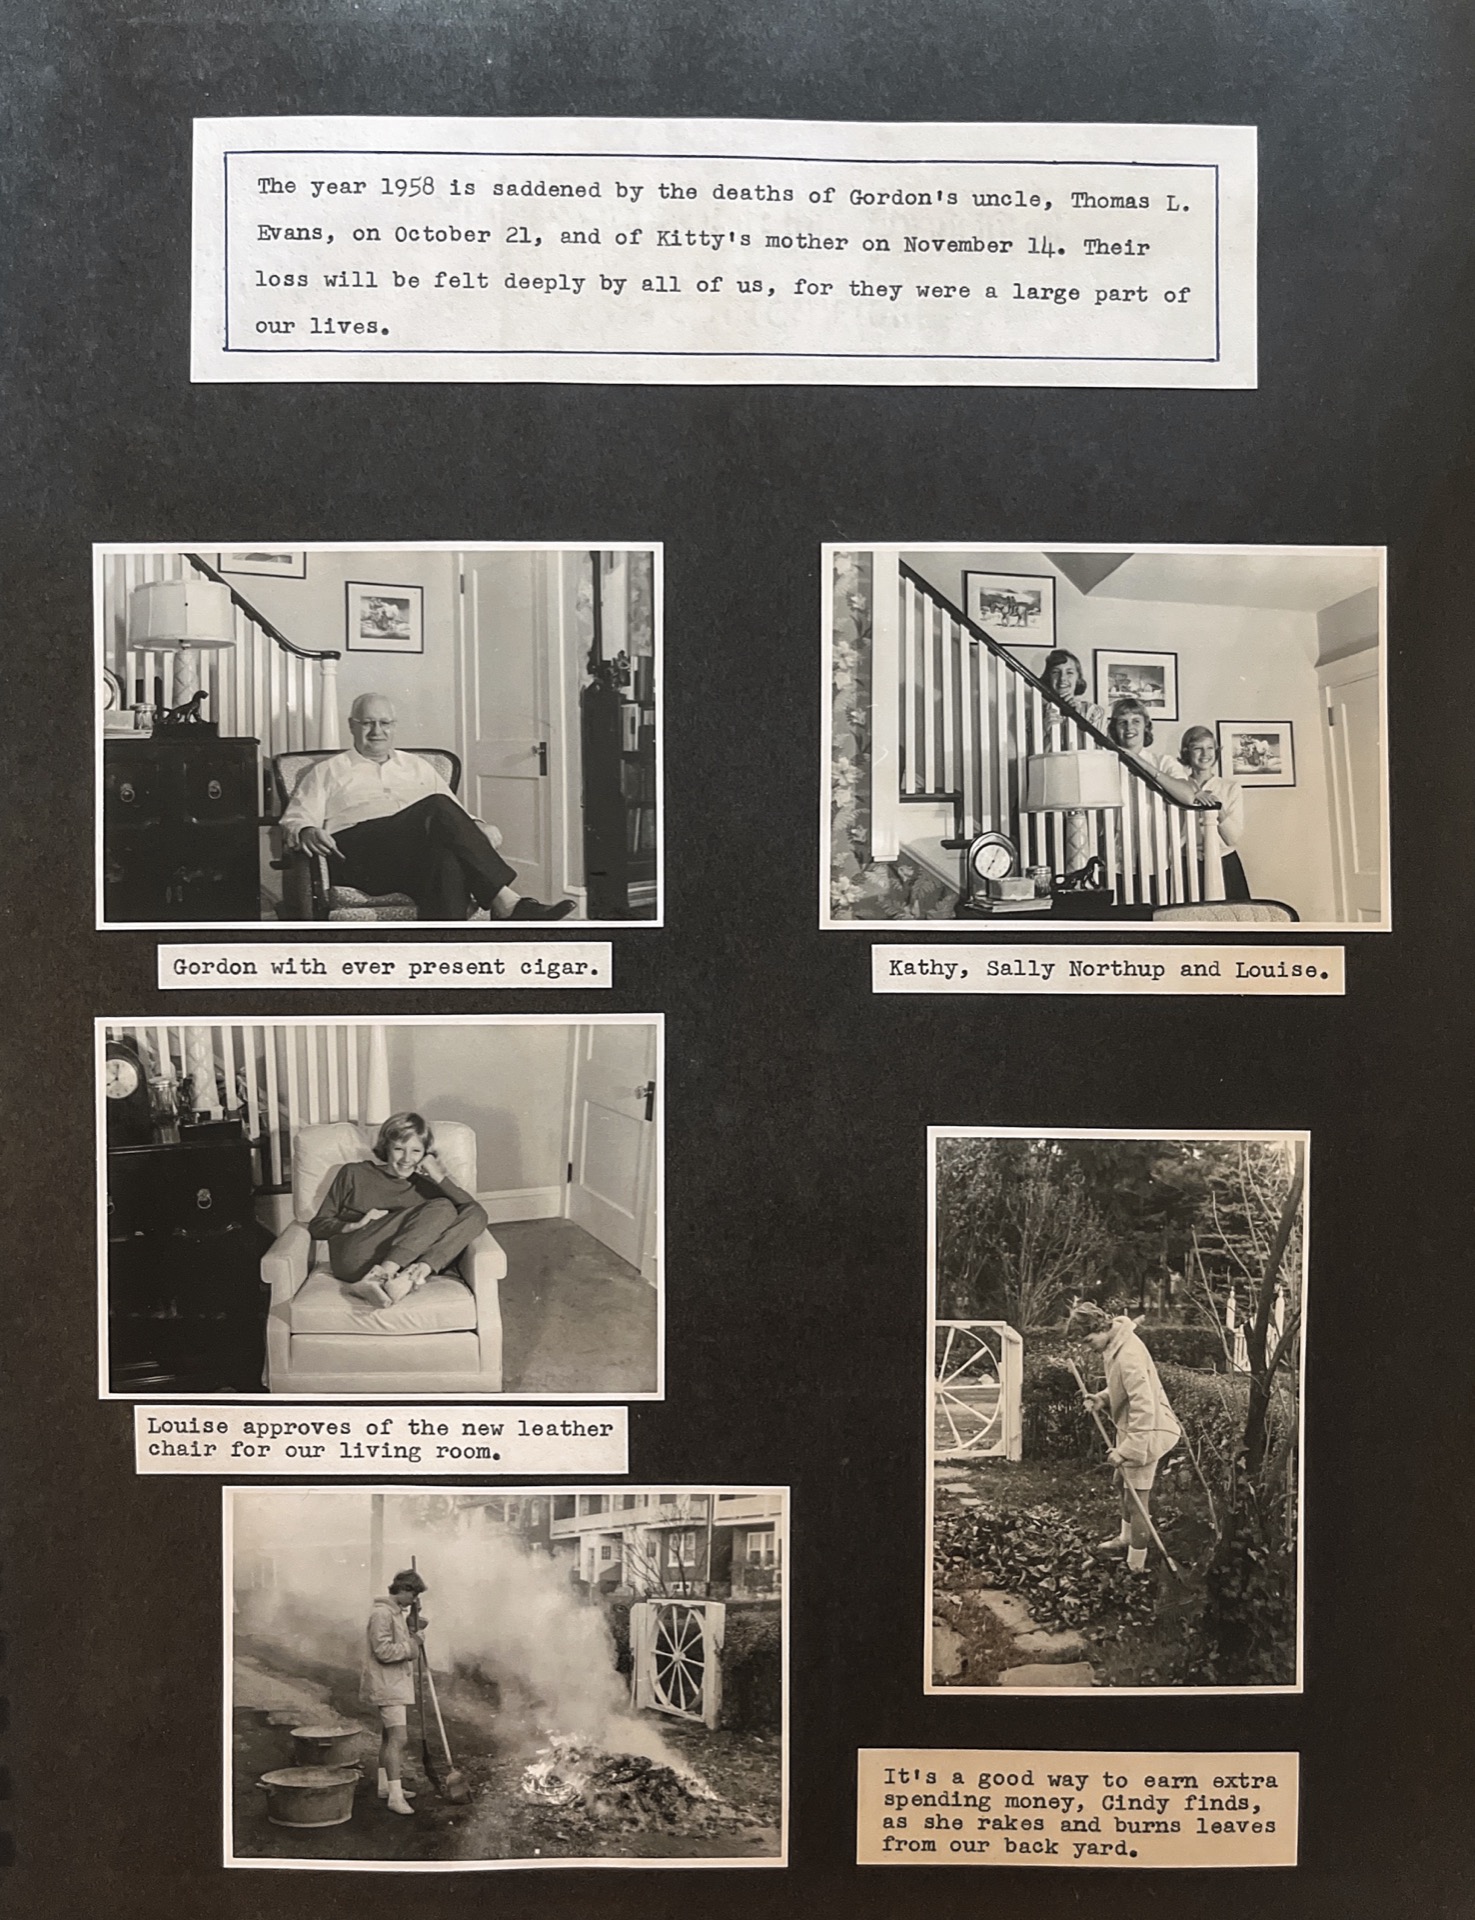 The year 1958 is saddened by the deaths of Gordon's uncle, Thomas L.
Evans, on October 21, and of Kitty's mother on November 14. Their
loss will be felt deeply by all of us, for they were a large part of
our lives.
Gordon with ever present cigar.
Kathy, Sally Northup and Louise.
Louise approves of the new leather
chair for our living room.
It's a good way to earn extra
spending money, Cindy finds,
as she rakes and burns leaves
from our back yard.